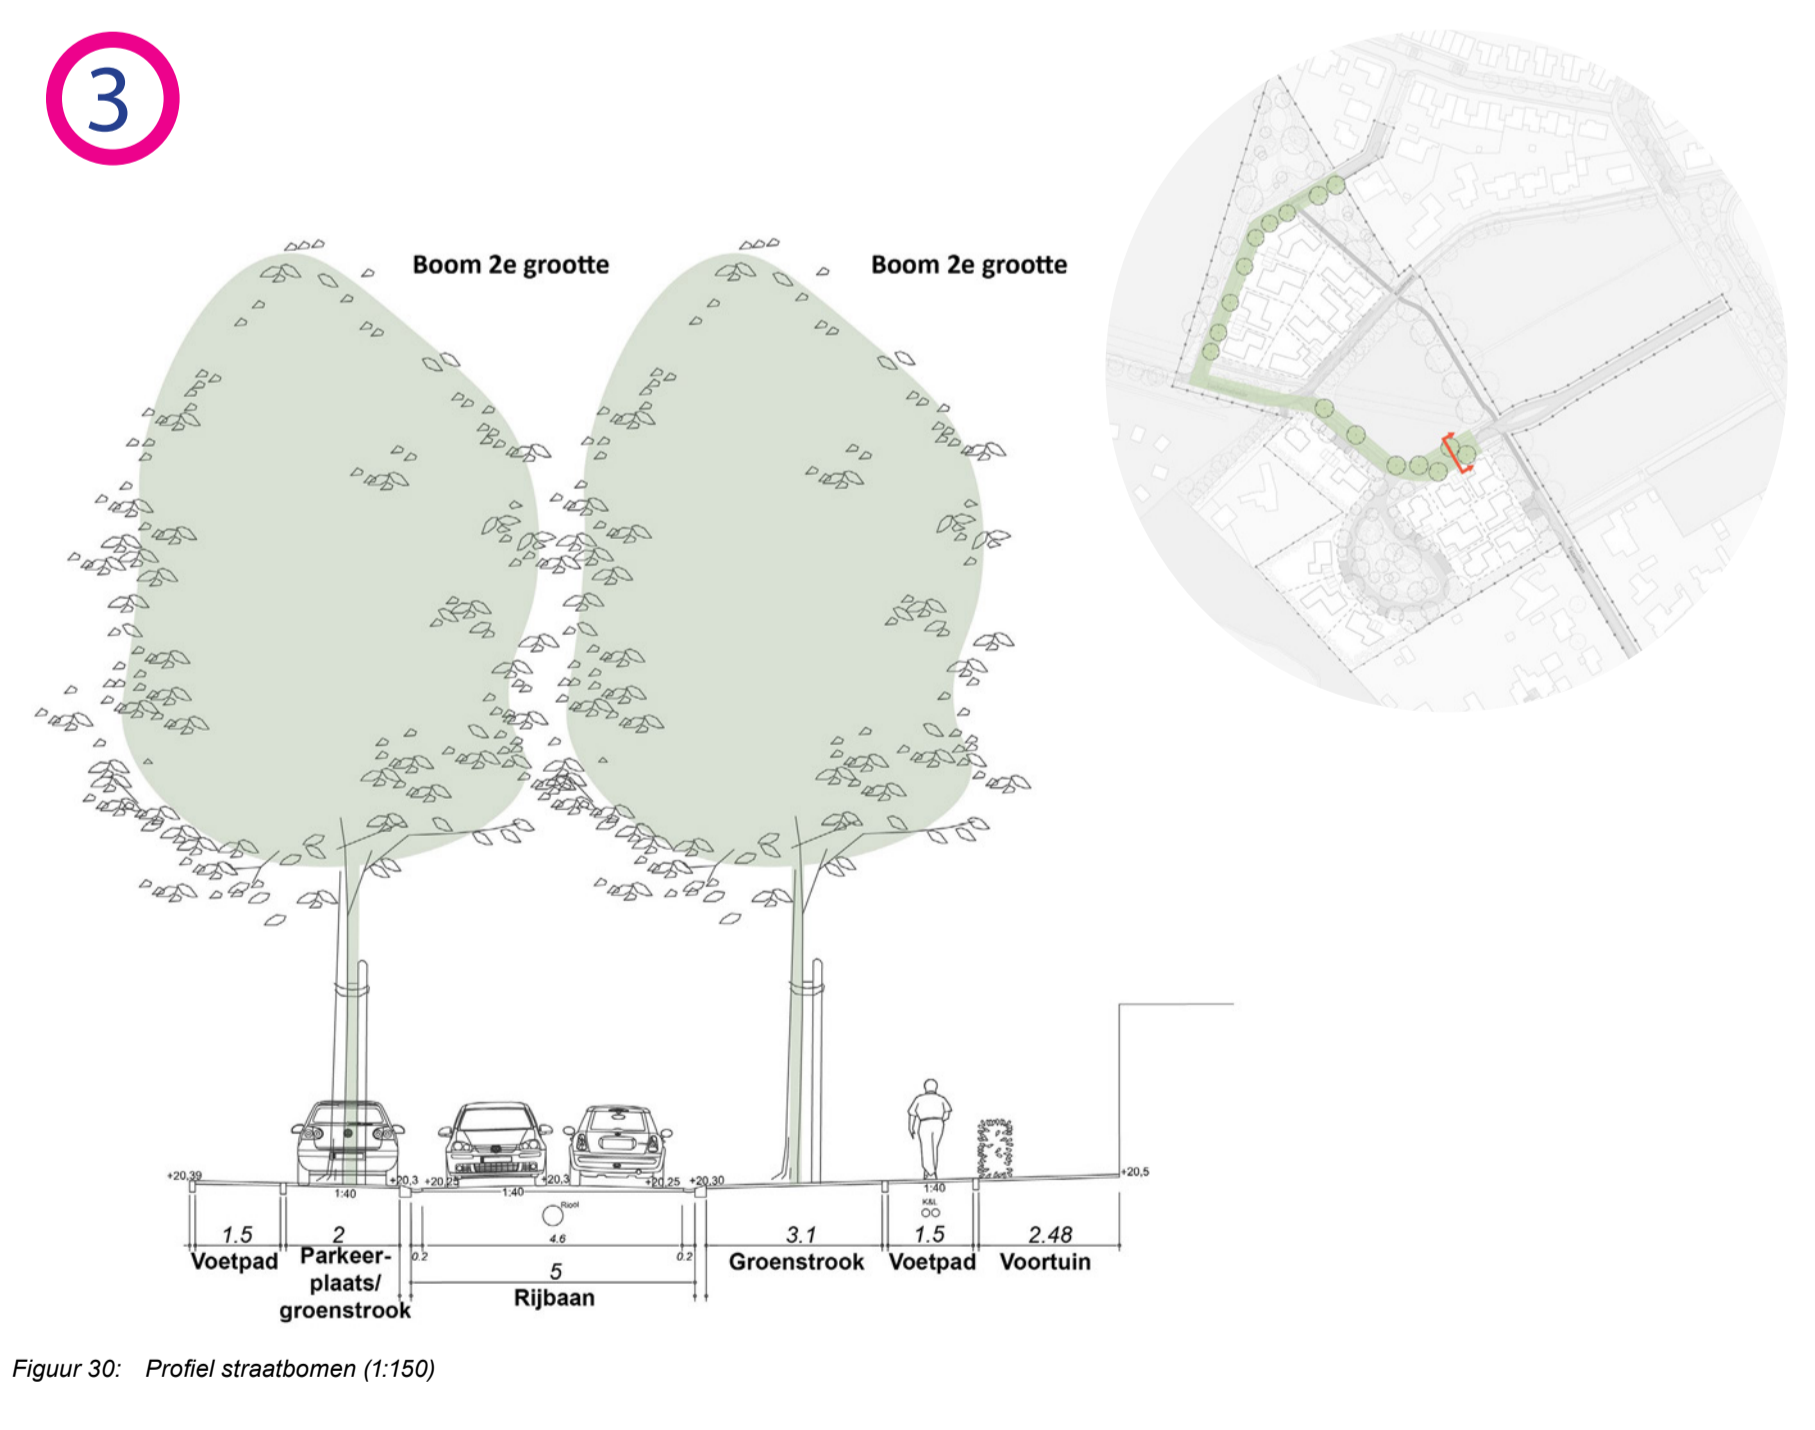 3
Boom 2e grootte
Boom 2e grootte
+20,39
+20,3
+20,25
+20,3
+20,25
+20,30
+20,5
1:40
1:40
1:40
Riool
K&L
1.5
2
4.6
3.1
1.5
2.48
0.2
0.2
Voetpad
Parkeer-
plaats/
groenstrook
5
Rijbaan
Groenstrook
Voetpad
Voortuin
Figuur 30: Profiel straatbomen (1:150)